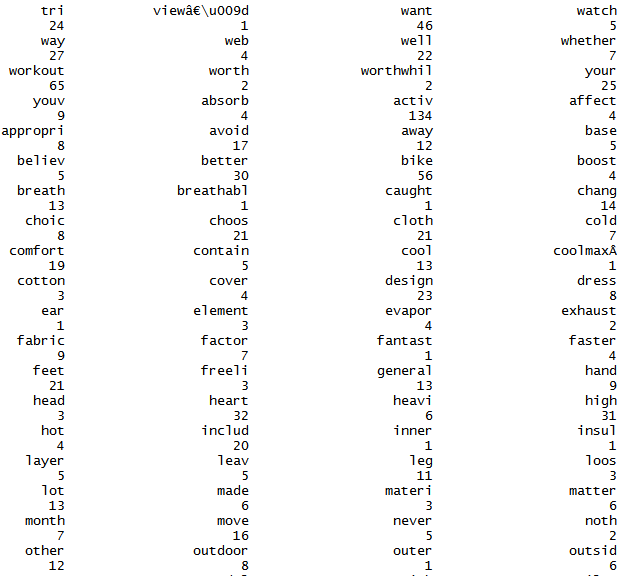 tri viewâ€\u009d want watch
24 1 46 5
way web well whether
27 4 22 7
workout worth worthwhil your
65 2 2 25
youv absorb activ affect
9 4 134 4
appropri avoid away base
8 17 12 5
believ better bike boost
5 30 56 4
breath breathabl caught chang
13 1 1 14
choic choos cloth cold
8 21 21 7
comfort contain cool coolmaxÂ
19 5 13 1
cotton cover design dress
3 4 23 8
ear element evapor exhaust
1 3 4 2
fabric factor fantast faster
9 7 1 4
feet freeli general hand
21 3 13 9
head heart heavi high
3 32 6 31
hot includ inner insul
4 20 1 1
layer leav leg loos
5 5 11 3
lot made materi matter
13 6 3 6
month move never noth
7 16 5 2
other outdoor outer outsid
12 8 1 6